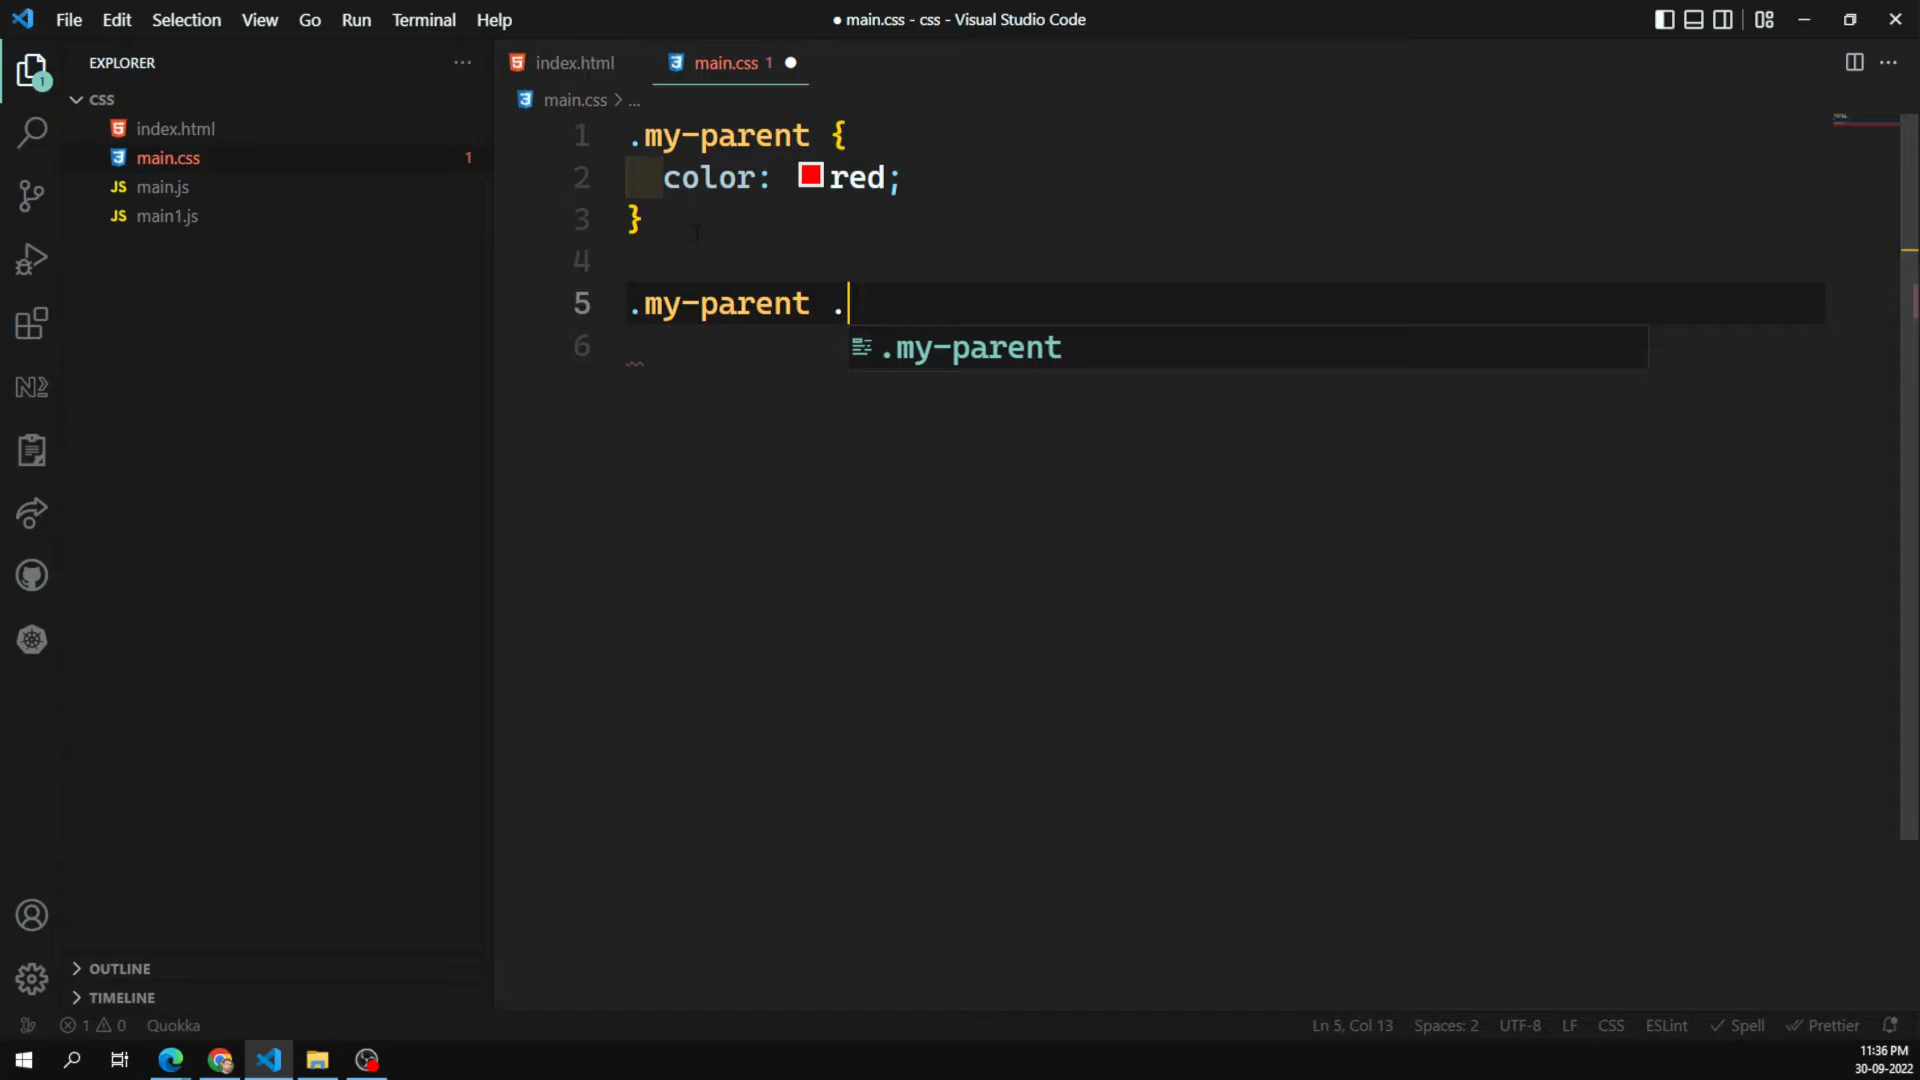 File Edit Selection View Go Run Terminal Help
● main.css - css - Visual Studio Code
EXPLORER
CSS
index.html
main.css 1
JS main.js
JS main1.js
OUTLINE
TIMELINE
index.html
main.css 1
main.css > ...
1 .my-parent {
2 color: red;
3 }
4
5 .my-parent .
6
.my-parent
1
1 0 Quokka
Ln 5, Col 13 Spaces: 2 UTF-8 LF CSS ESLint Spell Prettier
11:36 PM
30-09-2022